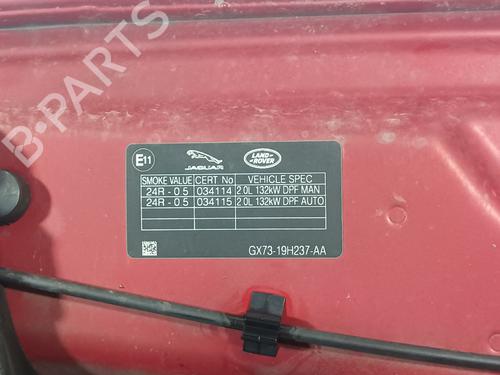 B-PARTS
E11
JAGUAR
LAND ROVER
SMOKE VALUE CERT No VEHICLE SPEC
24R - 0 5 034114 2 0L 132kW DPF MAN
24R - 0 5 034115 2 0L 132kW DPF AUTO
GX73-19H237-AA